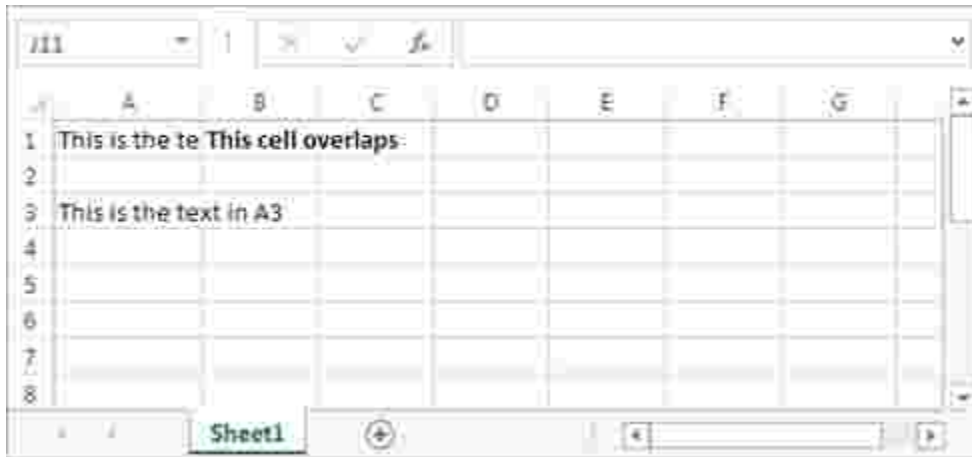 J11
A B C D E F G
1 This is the te This cell overlaps
2
3 This is the text in A3
4
5
6
7
8
Sheet1